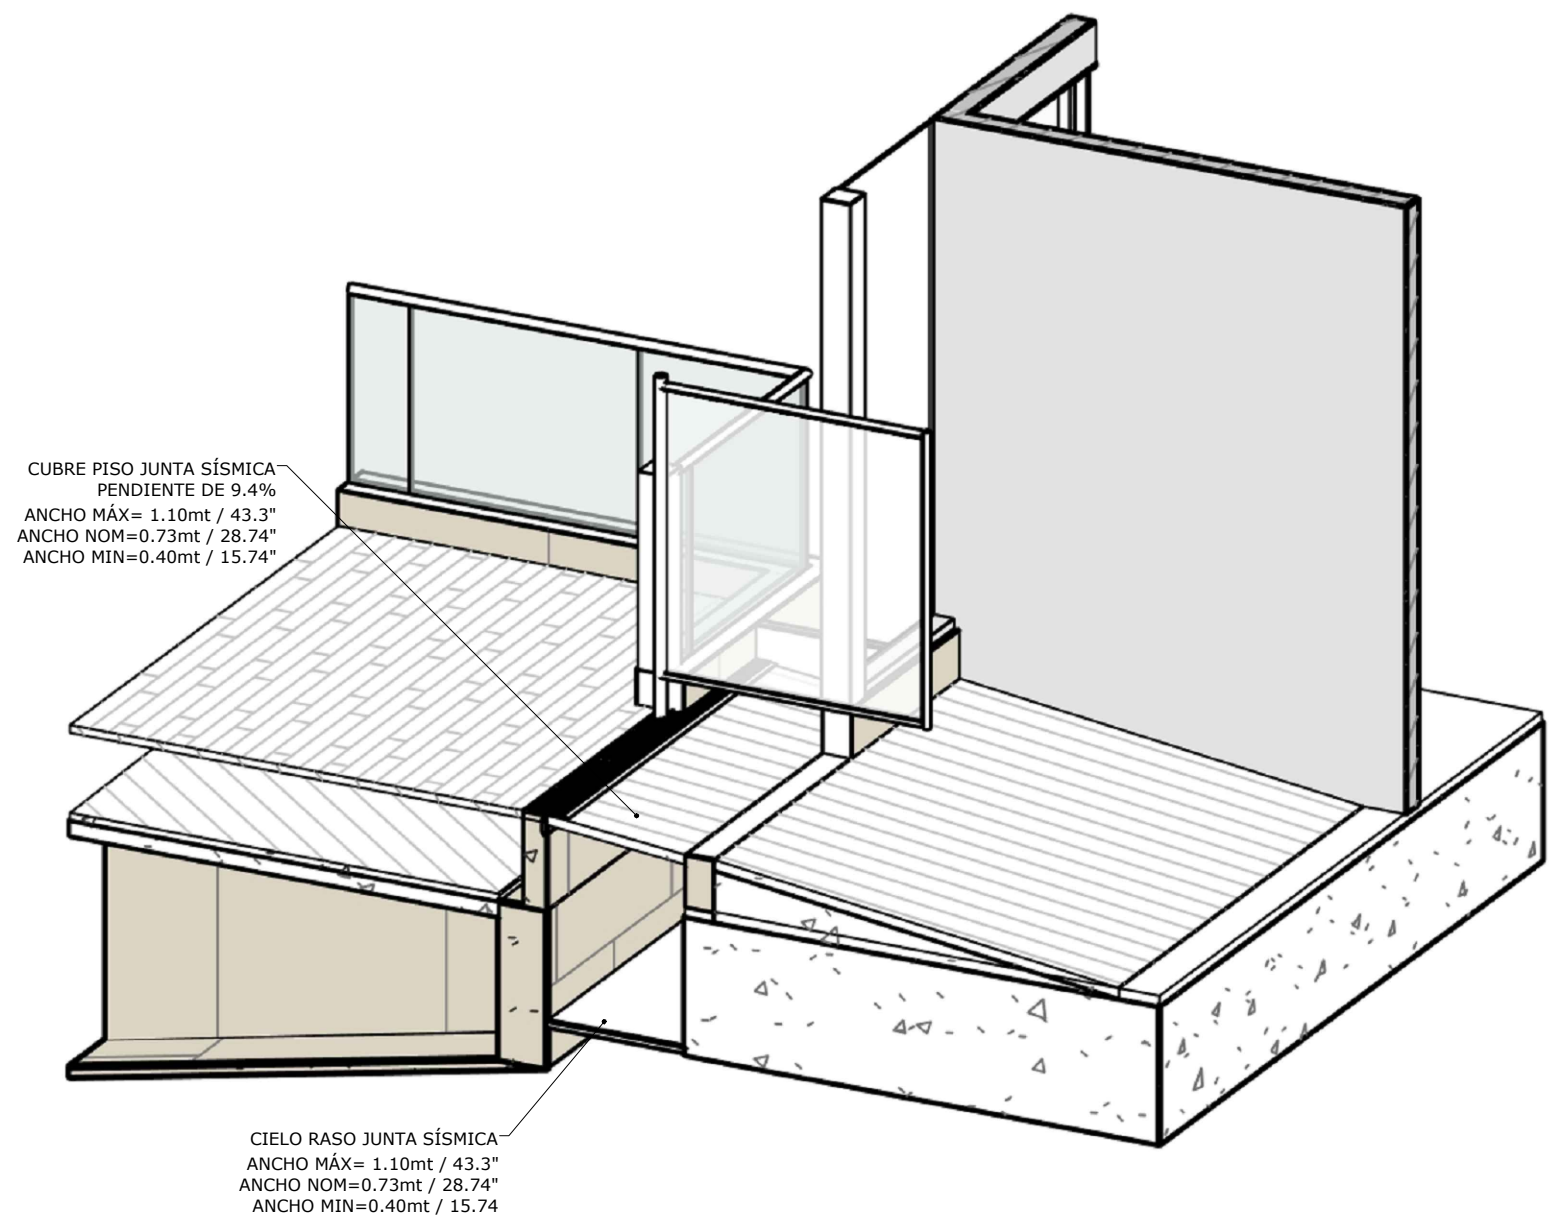 CUBRE PISO JUNTA SÍSMICA
PENDIENTE DE 9.4%
ANCHO MÁX= 1.10mt / 43.3"
ANCHO NOM=0.73mt / 28.74"
ANCHO MIN=0.40mt / 15.74"
CIELO RASO JUNTA SÍSMICA
ANCHO MÁX= 1.10mt / 43.3"
ANCHO NOM=0.73mt / 28.74"
ANCHO MIN=0.40mt / 15.74